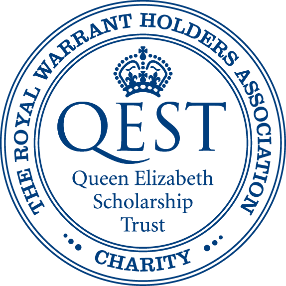 THE ROYAL WARRANT HOLDERS ASSOCIATION
QEST
Queen Elizabeth
Scholarship
Trust
CHARITY